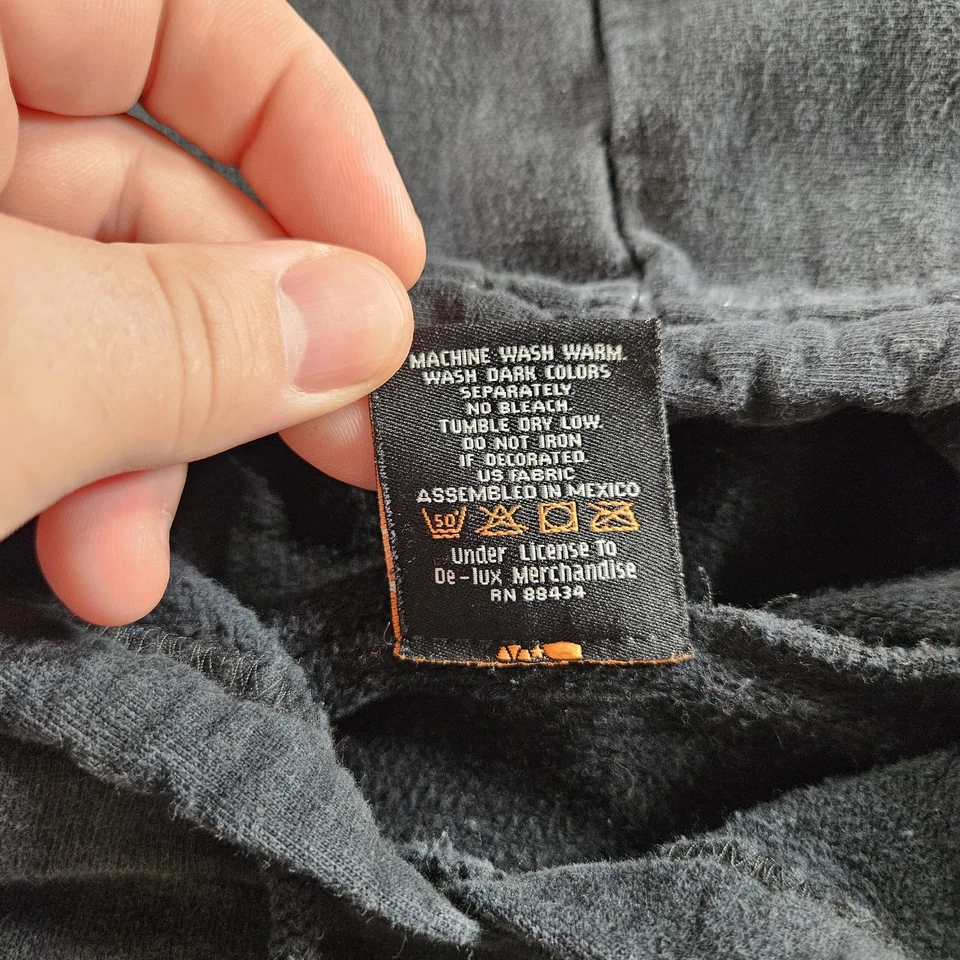 MACHINE WASH WARM.
WASH DARK COLORS
SEPARATELY
NO BLEACH.
TUMBLE DRY LOW.
DO NOT IRON
IF DECORATED.
US FABRIC
ASSEMBLED IN MEXICO
50
Under License To
De-lux Merchandise
RN 88434